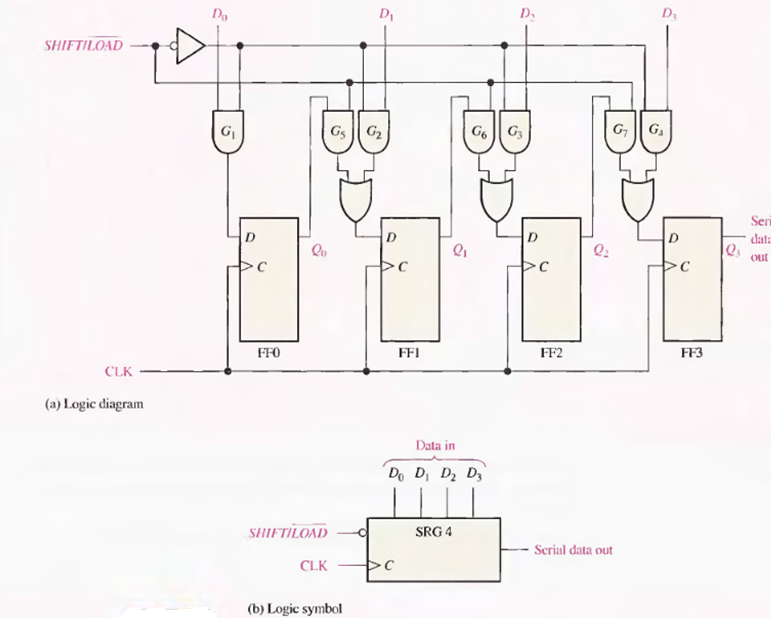 D0 D1 D2 D3
SHIFT/LOAD
G1 G5 G2 G6 G3 G7 G4
D Q0 D Q1 D Q2 D Q3
Serial data out
C C C C
FF0 FF1 FF2 FF3
CLK
(a) Logic diagram
Data in
D0 D1 D2 D3
SHIFT/LOAD
SRG 4
Serial data out
CLK C
(b) Logic symbol